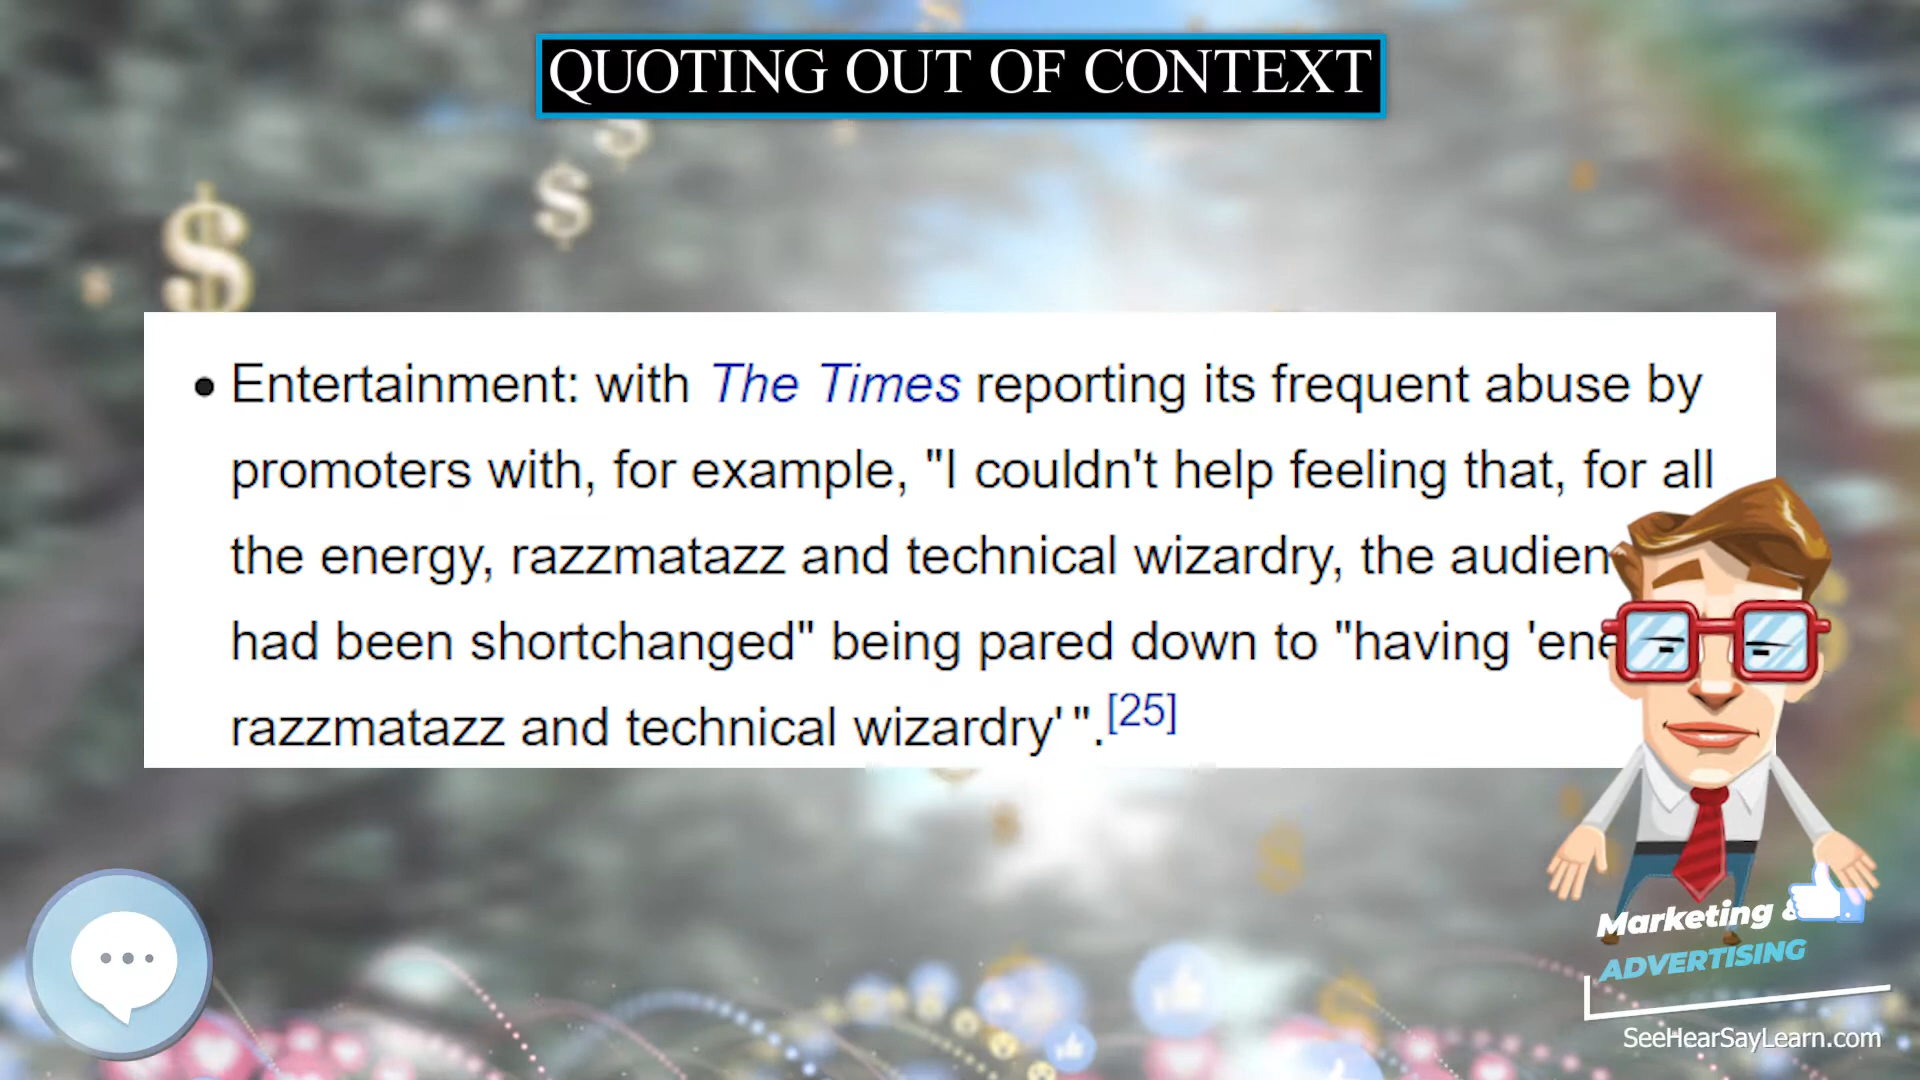 QUOTING OUT OF CONTEXT
• Entertainment: with The Times reporting its frequent abuse by
promoters with, for example, "I couldn't help feeling that, for all
the energy, razzmatazz and technical wizardry, the
had been shortchanged" being pared down to "having
razzmatazz and technical wizardry' ".[25]
Marketing &
ADVERTISING
SeeHearSayLearn.com